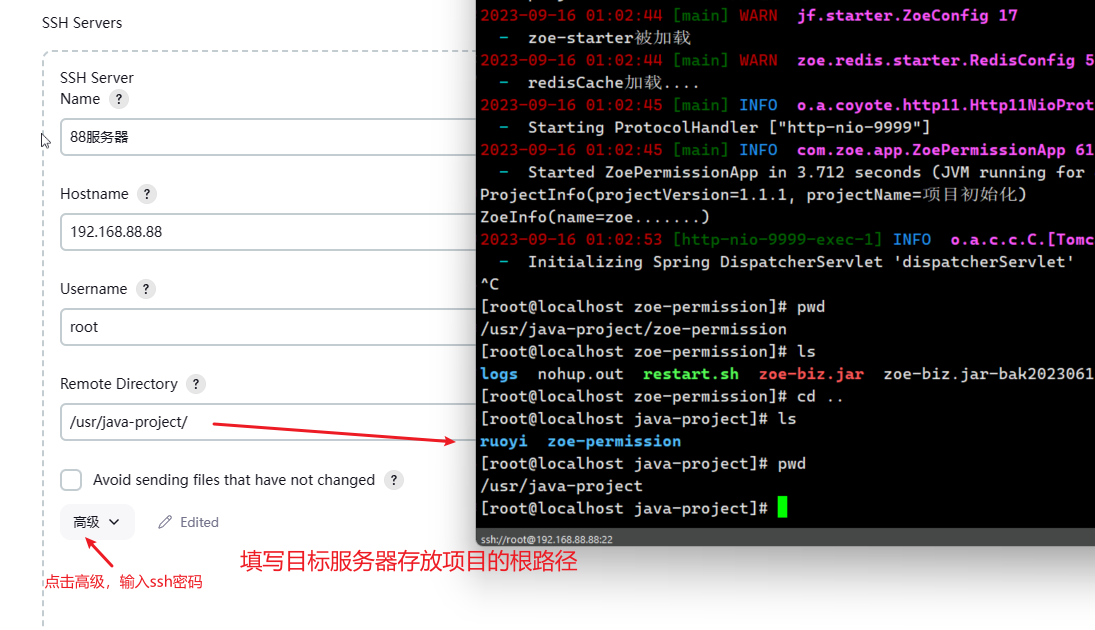 SSH Servers
SSH Server
Name ?
88服务器
Hostname ?
192.168.88.88
Username ?
root
Remote Directory ?
/usr/java-project/
Avoid sending files that have not changed ?
高级
Edited
点击高级，输入ssh密码
填写目标服务器存放项目的根路径
2023-09-16 01:02:44 [main] WARN jf.starter.ZoeConfig 17
- zoe-starter被加载
2023-09-16 01:02:44 [main] WARN zoe.redis.starter.RedisConfig 5
- redisCache加载....
2023-09-16 01:02:45 [main] INFO o.a.coyote.http11.Http11NioProt
- Starting ProtocolHandler ["http-nio-9999"]
2023-09-16 01:02:45 [main] INFO com.zoe.app.ZoePermissionApp 61
- Started ZoePermissionApp in 3.712 seconds (JVM running for
ProjectInfo(projectVersion=1.1.1, projectName=项目初始化)
ZoeInfo(name=zoe.......)
2023-09-16 01:02:53 [http-nio-9999-exec-1] INFO o.a.c.c.C.[Tomc
- Initializing Spring DispatcherServlet 'dispatcherServlet'
^C
[root@localhost zoe-permission]# pwd
/usr/java-project/zoe-permission
[root@localhost zoe-permission]# ls
logs nohup.out restart.sh zoe-biz.jar zoe-biz.jar-bak2023061
[root@localhost zoe-permission]# cd ..
[root@localhost java-project]# ls
ruoyi zoe-permission
[root@localhost java-project]# pwd
/usr/java-project
[root@localhost java-project]#
ssh://root@192.168.88.88:22